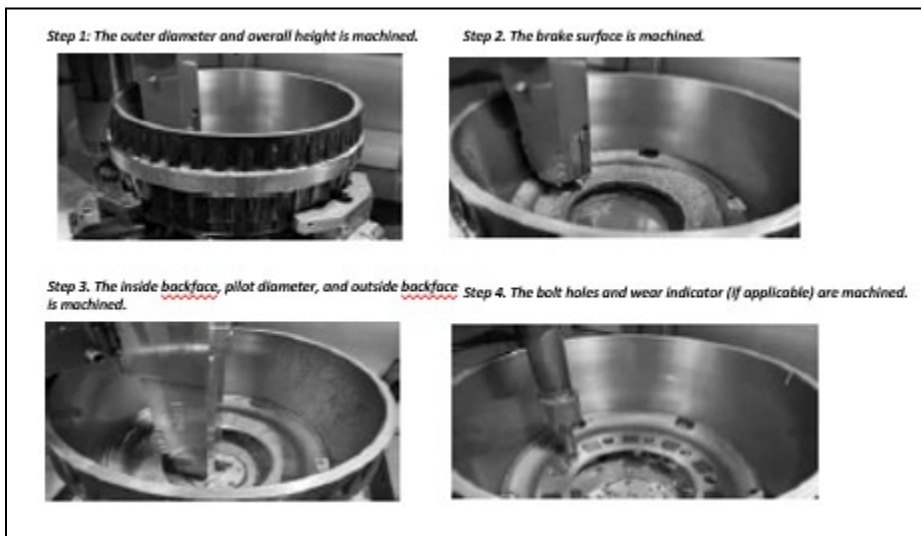 Step 1: The outer diameter and overall height is machined.
Step 2. The brake surface is machined.
Step 3. The inside backface, pilot diameter, and outside backface
is machined.
Step 4. The bolt holes and wear indicator (if applicable) are machined.